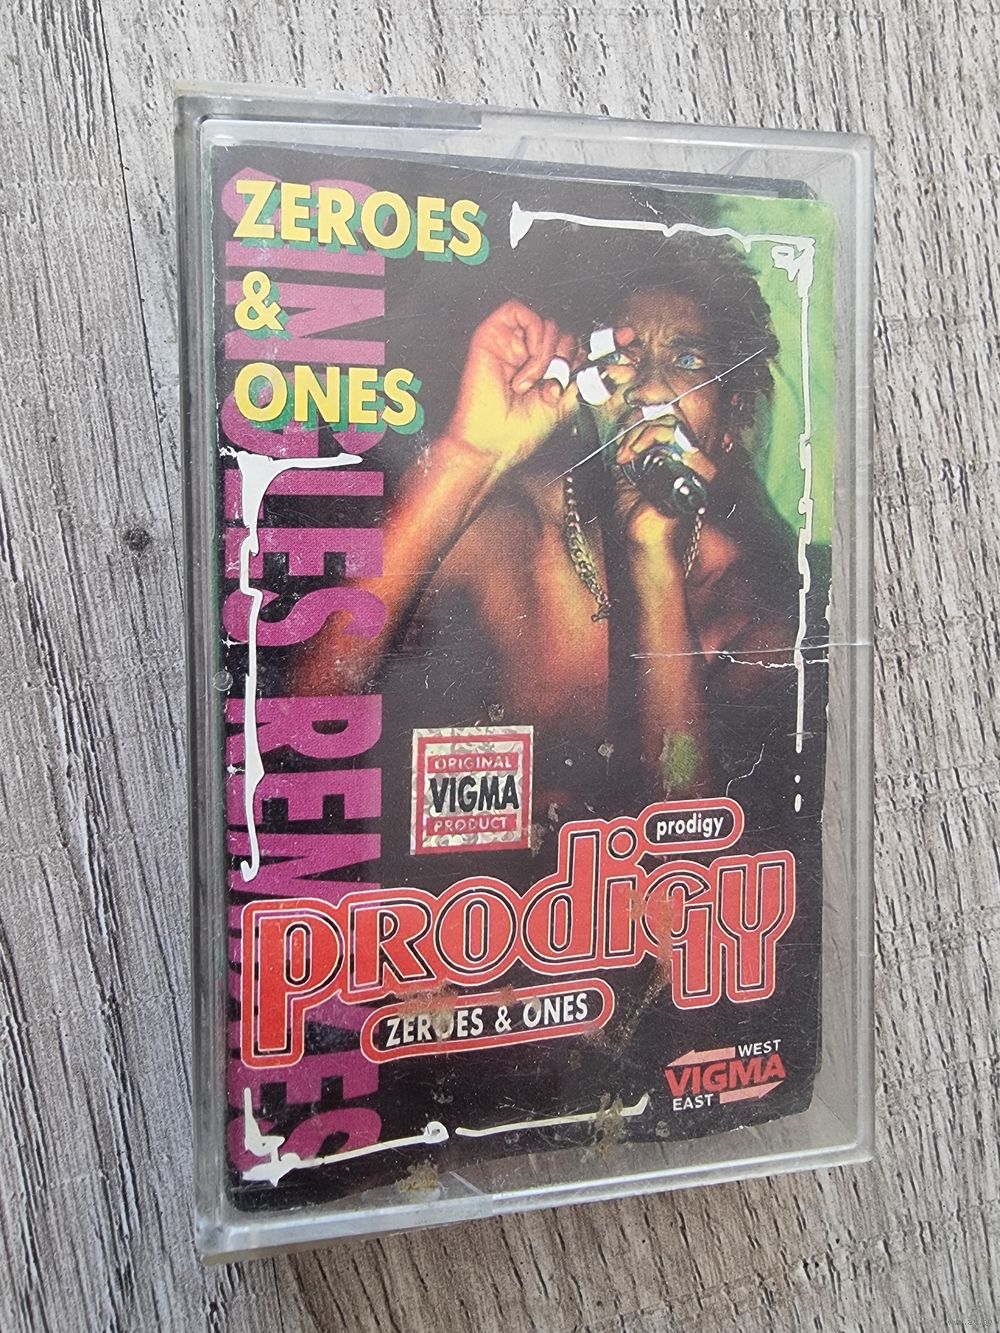 ZEROES
&
ONES
SINGLES REMIXES
ORIGINAL
VIGMA
PRODUCT
prodigy
prodigy
ZEROES & ONES
WEST
VIGMA
EAST